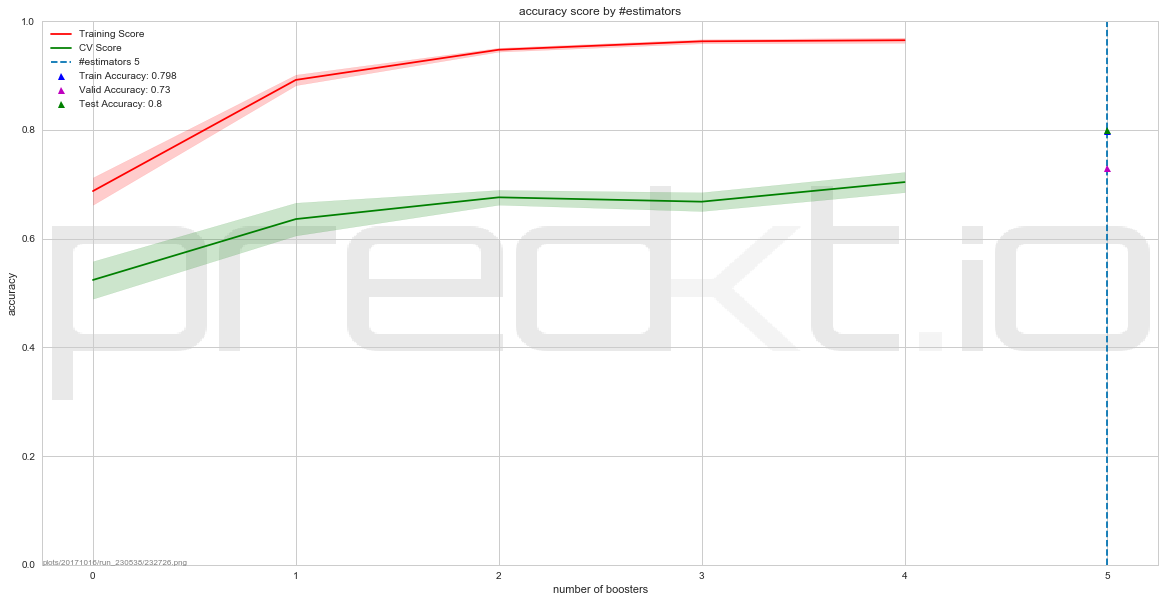 accuracy score by #estimators
1.0
0.8
0.6
0.4
0.2
0.0
accuracy
Training Score
CV Score
#estimators 5
Train Accuracy: 0.798
Valid Accuracy: 0.73
Test Accuracy: 0.8
predkt.io
plots/20171016/run_230538/232726.png
0 1 2 3 4 5
number of boosters